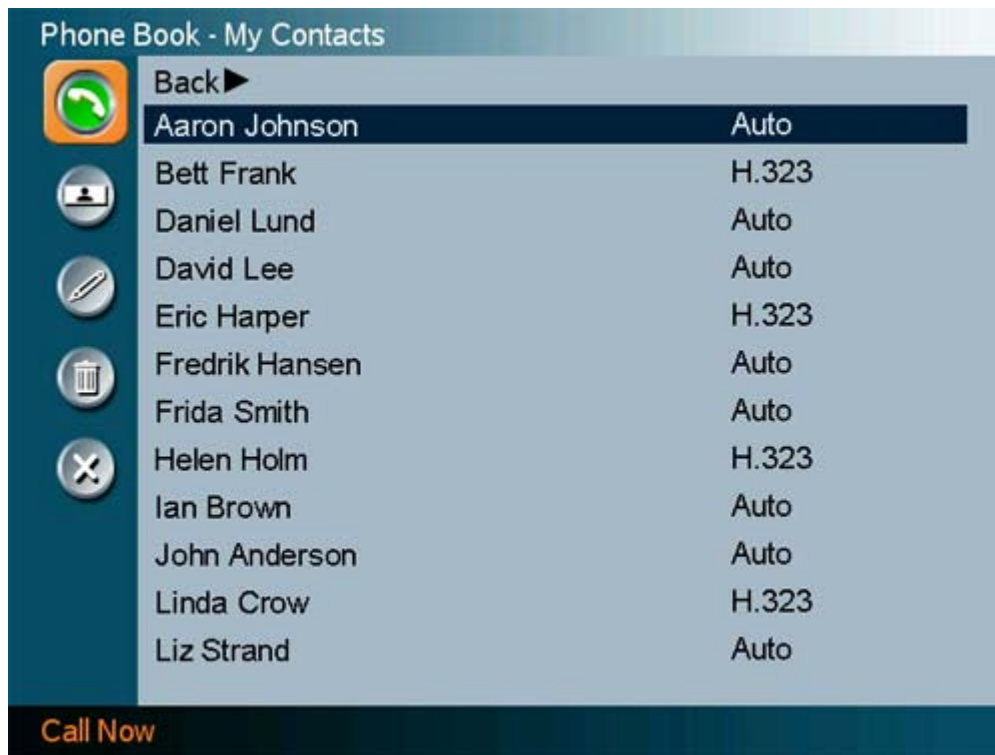 Phone Book - My Contacts
Back▶
Aaron Johnson Auto
Bett Frank H.323
Daniel Lund Auto
David Lee Auto
Eric Harper H.323
Fredrik Hansen Auto
Frida Smith Auto
Helen Holm H.323
Ian Brown Auto
John Anderson Auto
Linda Crow H.323
Liz Strand Auto
Call Now